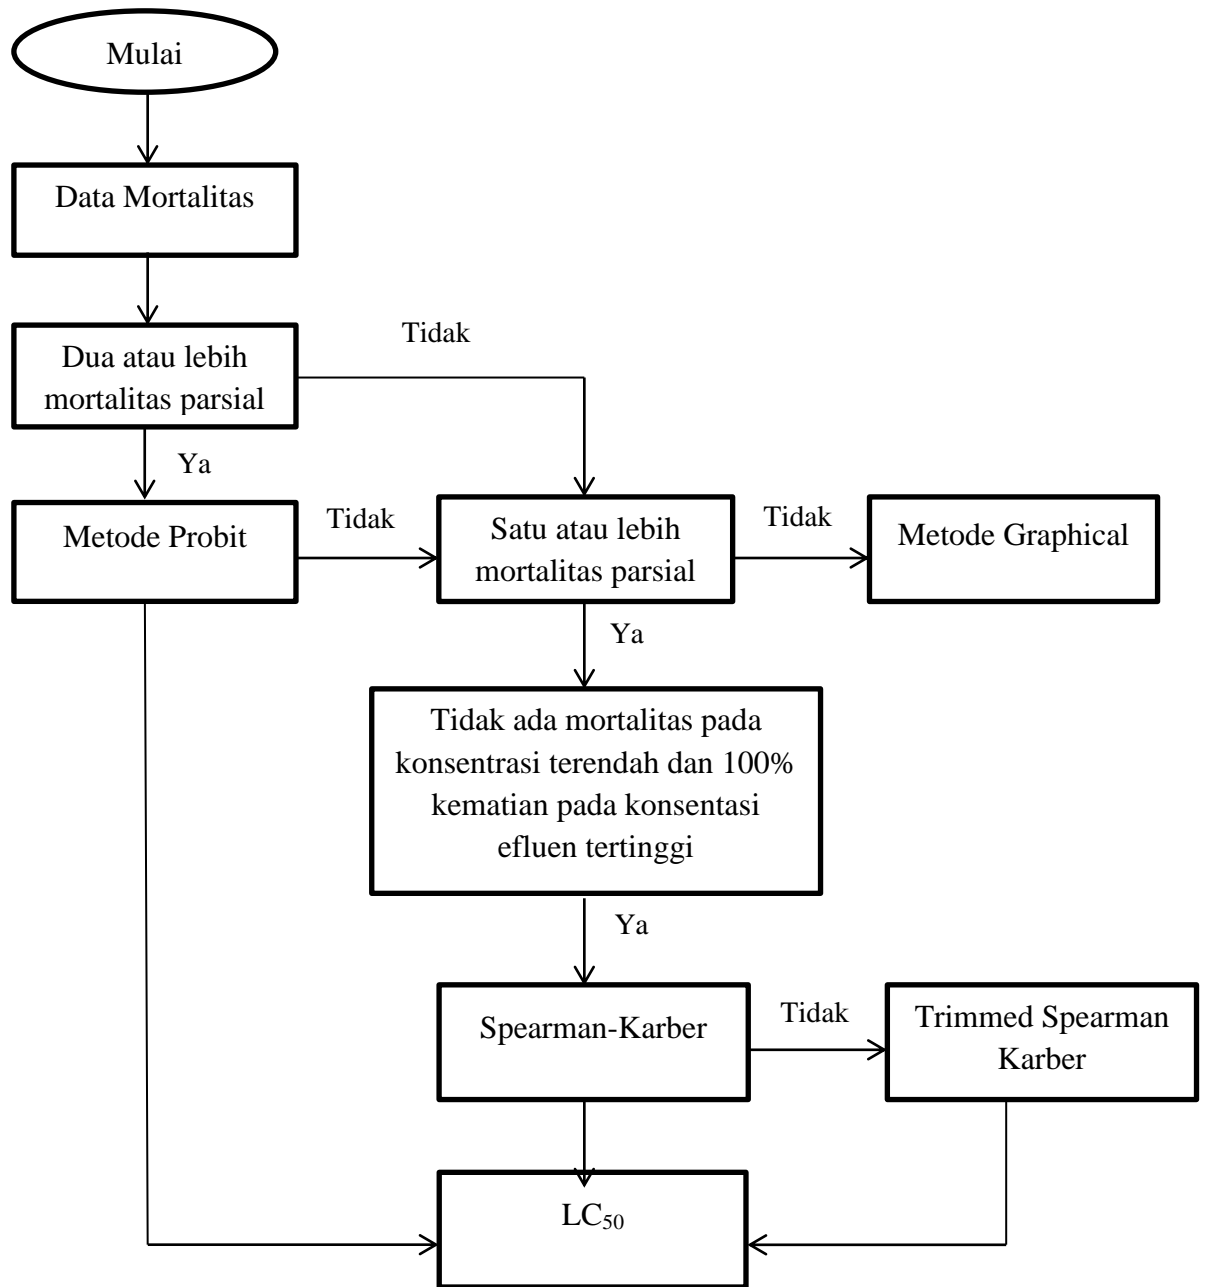 Mulai
Data Mortalitas
Tidak
Dua atau lebih
mortalitas parsial
Ya
Metode Probit
Tidak
Satu atau lebih
mortalitas parsial
Tidak
Metode Graphical
Ya
Tidak ada mortalitas pada
konsentrasi terendah dan 100%
kematian pada konsentasi
efluen tertinggi
Ya
Spearman-Karber
Tidak
Trimmed Spearman
Karber
LC₅₀